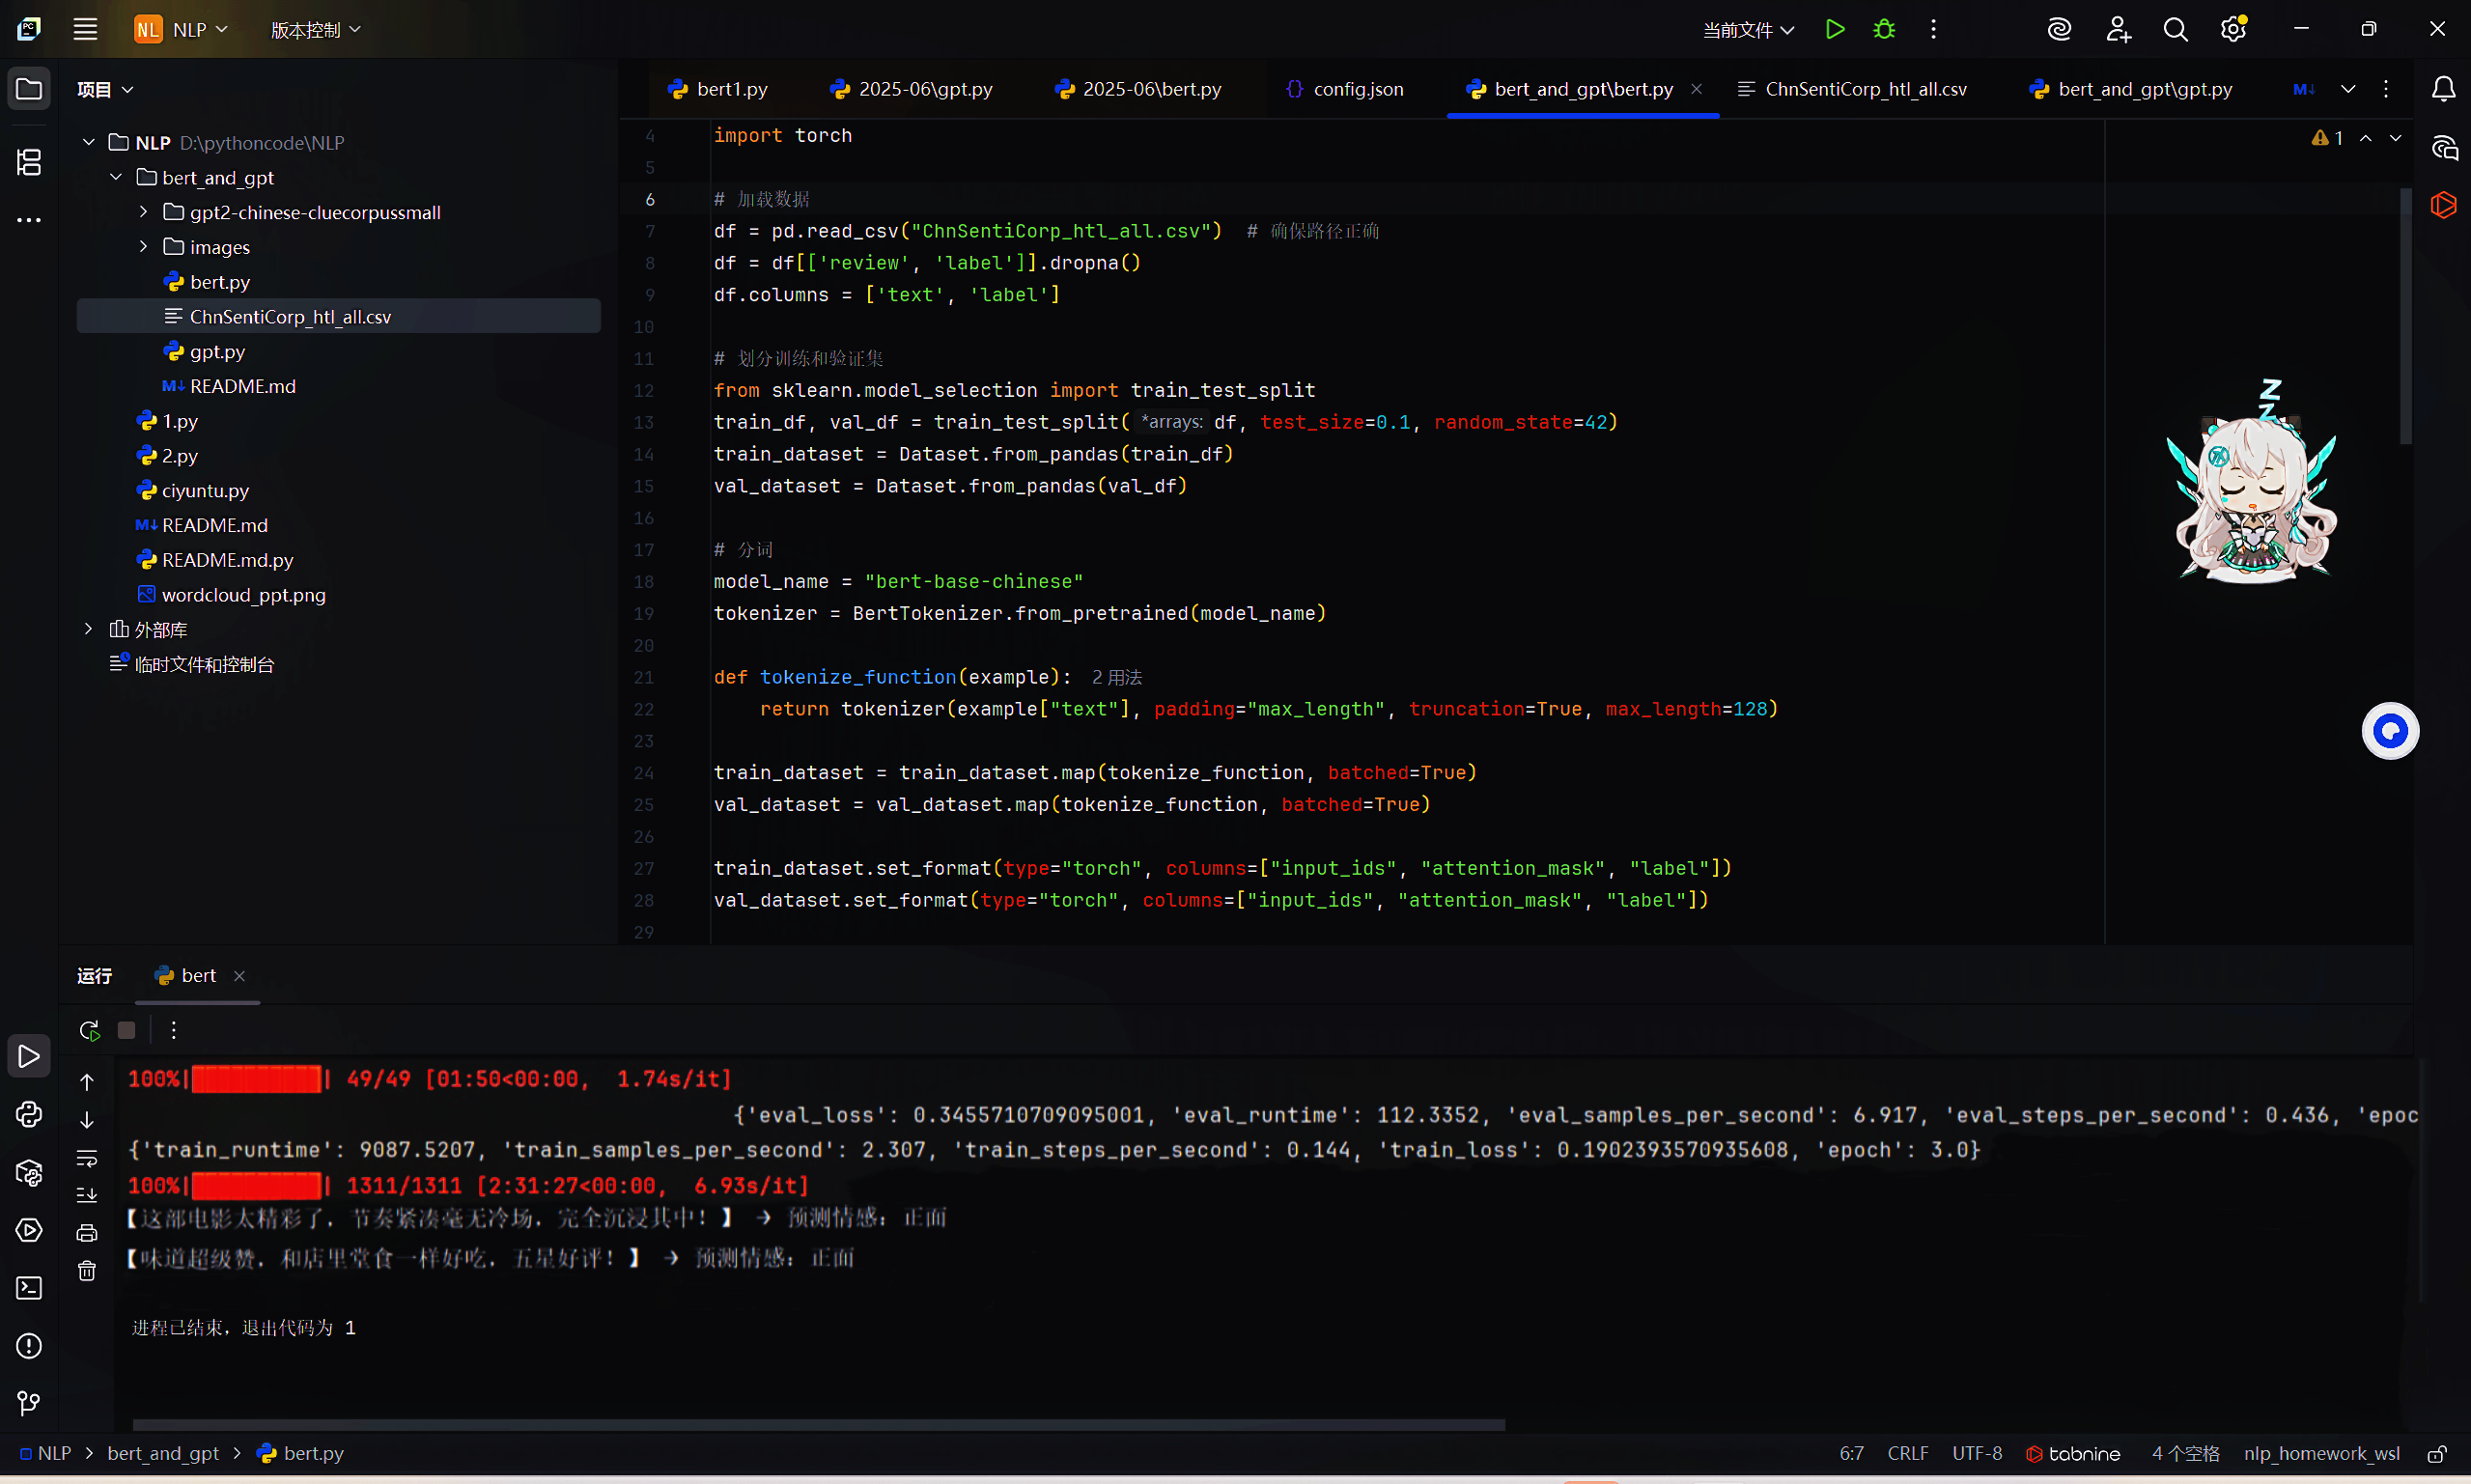 NL NLP 版本控制 当前文件
项目
bert1.py 2025-06\gpt.py 2025-06\bert.py {} config.json bert_and_gpt\bert.py ChnSentiCorp_htl_all.csv bert_and_gpt\gpt.py M↓
NLP D:\pythoncode\NLP
bert_and_gpt
gpt2-chinese-cluecorpussmall
images
bert.py
ChnSentiCorp_htl_all.csv
gpt.py
M↓ README.md
1.py
2.py
ciyuntu.py
M↓ README.md
README.md.py
wordcloud_ppt.png
外部库
临时文件和控制台
4 import torch
1
5
6 # 加载数据
7 df = pd.read_csv("ChnSentiCorp_htl_all.csv")  # 确保路径正确
8 df = df[['review', 'label']].dropna()
9 df.columns = ['text', 'label']
10
11 # 划分训练和验证集
12 from sklearn.model_selection import train_test_split
13 train_df, val_df = train_test_split( *arrays: df, test_size=0.1, random_state=42)
14 train_dataset = Dataset.from_pandas(train_df)
15 val_dataset = Dataset.from_pandas(val_df)
16
17 # 分词
18 model_name = "bert-base-chinese"
19 tokenizer = BertTokenizer.from_pretrained(model_name)
20
21 def tokenize_function(example): 2 用法
22     return tokenizer(example["text"], padding="max_length", truncation=True, max_length=128)
23
24 train_dataset = train_dataset.map(tokenize_function, batched=True)
25 val_dataset = val_dataset.map(tokenize_function, batched=True)
26
27 train_dataset.set_format(type="torch", columns=["input_ids", "attention_mask", "label"])
28 val_dataset.set_format(type="torch", columns=["input_ids", "attention_mask", "label"])
29
Z
Z
运行 bert
100%| | 49/49 [01:50<00:00,  1.74s/it]
{'eval_loss': 0.3455710709095001, 'eval_runtime': 112.3352, 'eval_samples_per_second': 6.917, 'eval_steps_per_second': 0.436, 'epoc
{'train_runtime': 9087.5207, 'train_samples_per_second': 2.307, 'train_steps_per_second': 0.144, 'train_loss': 0.1902393570935608, 'epoch': 3.0}
100%| | 1311/1311 [2:31:27<00:00,  6.93s/it]
【这部电影太精彩了，节奏紧凑毫无冷场，完全沉浸其中！】 → 预测情感：正面
【味道超级赞，和店里堂食一样好吃，五星好评！】 → 预测情感：正面
进程已结束，退出代码为 1
NLP > bert_and_gpt > bert.py 6:7 CRLF UTF-8 tabnine 4 个空格 nlp_homework_wsl